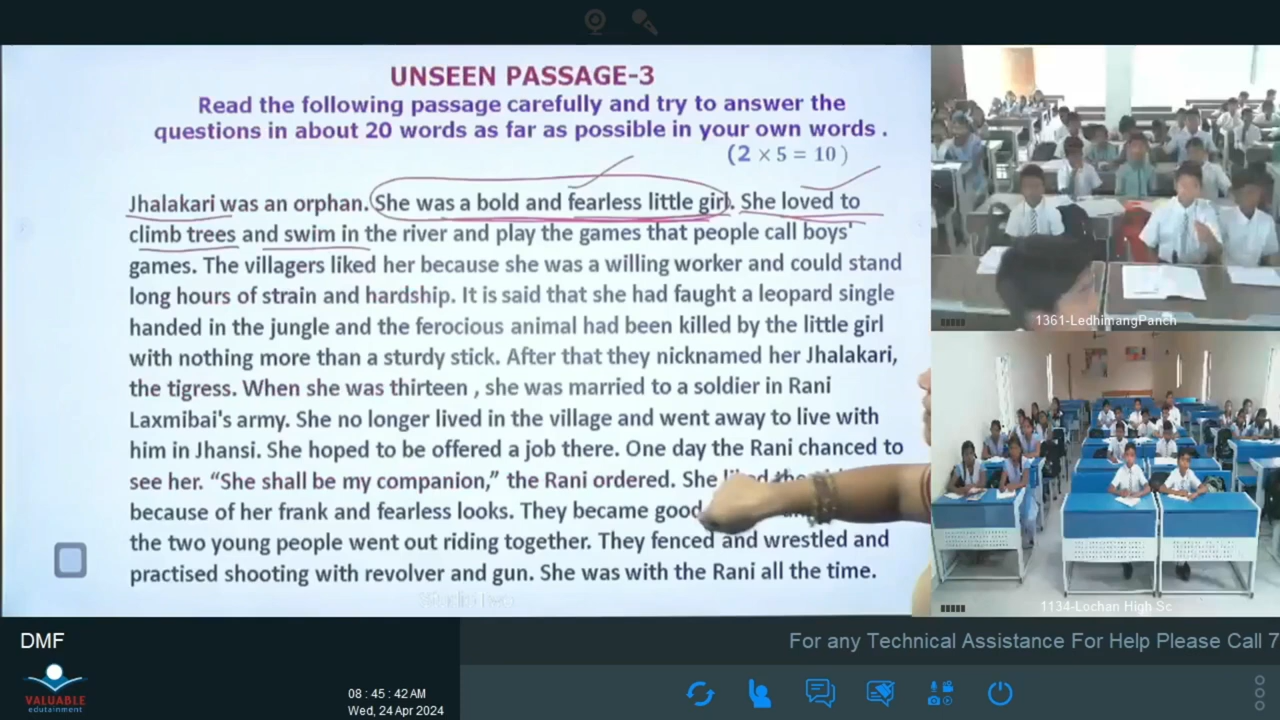 UNSEEN PASSAGE-3
Read the following passage carefully and try to answer the
questions in about 20 words as far as possible in your own words .
(2 × 5 = 10 )
Jhalakari was an orphan. She was a bold and fearless little girl. She loved to
climb trees and swim in the river and play the games that people call boys'
games. The villagers liked her because she was a willing worker and could stand
long hours of strain and hardship. It is said that she had faught a leopard single
handed in the jungle and the ferocious animal had been killed by the little girl
with nothing more than a sturdy stick. After that they nicknamed her Jhalakari,
the tigress. When she was thirteen , she was married to a soldier in Rani
Laxmibai's army. She no longer lived in the village and went away to live with
him in Jhansi. She hoped to be offered a job there. One day the Rani chanced to
see her. “She shall be my companion,” the Rani ordered. She
because of her frank and fearless looks. They became good
the two young people went out riding together. They fenced and wrestled and
practised shooting with revolver and gun. She was with the Rani all the time.
1361-LedhimangPanch
1134-Lochan High Sc
DMF
For any Technical Assistance For Help Please Call 7
VALUABLE
edutainment
08 : 45 : 42 AM
Wed, 24 Apr 2024